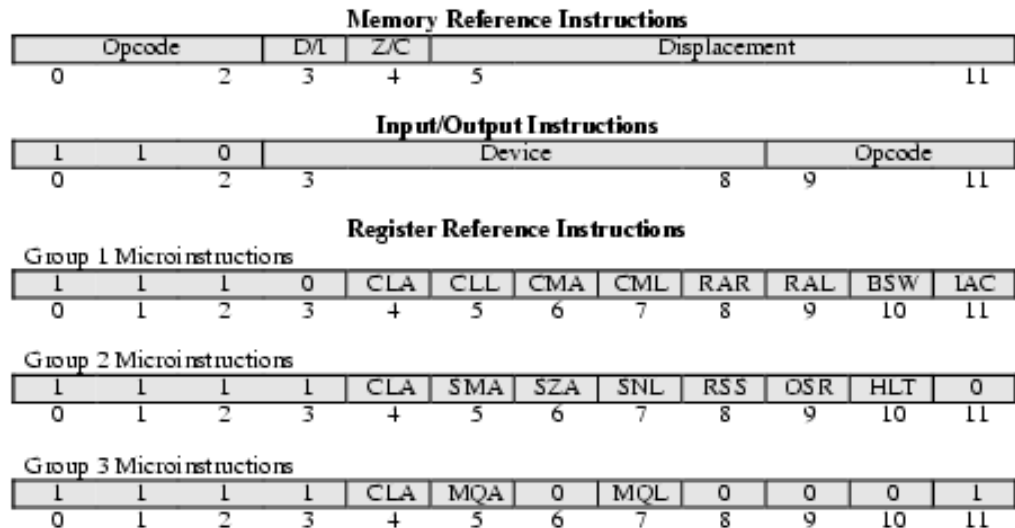 Memory Reference Instructions
Opcode D/I Z/C Displacement
0 2 3 4 5 11
Input/Output Instructions
1 1 0 Device Opcode
0 2 3 8 9 11
Register Reference Instructions
Group 1 Microinstructions
1 1 1 0 CLA CLL CMA CML RAR RAL BSW IAC
0 1 2 3 4 5 6 7 8 9 10 11
Group 2 Microinstructions
1 1 1 1 CLA SMA SZA SNL RSS OSR HLT 0
0 1 2 3 4 5 6 7 8 9 10 11
Group 3 Microinstructions
1 1 1 1 CLA MQA 0 MQL 0 0 0 1
0 1 2 3 4 5 6 7 8 9 10 11